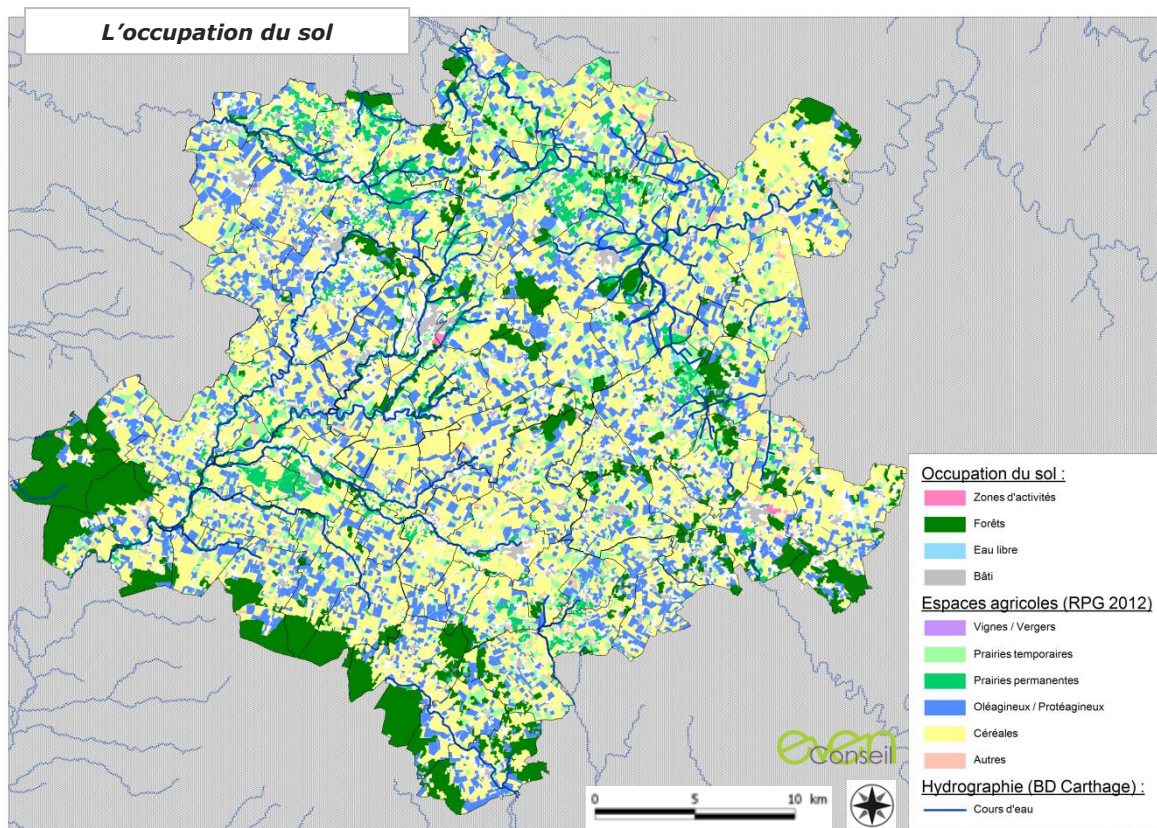 L'occupation du sol
Occupation du sol :
Zones d'activités
Forêts
Eau libre
Bâti
Espaces agricoles (RPG 2012)
Vignes / Vergers
Prairies temporaires
Prairies permanentes
Oléagineux / Protéagineux
Céréales
Autres
Hydrographie (BD Carthage) :
Cours d'eau
even
Conseil
0 5 10 km